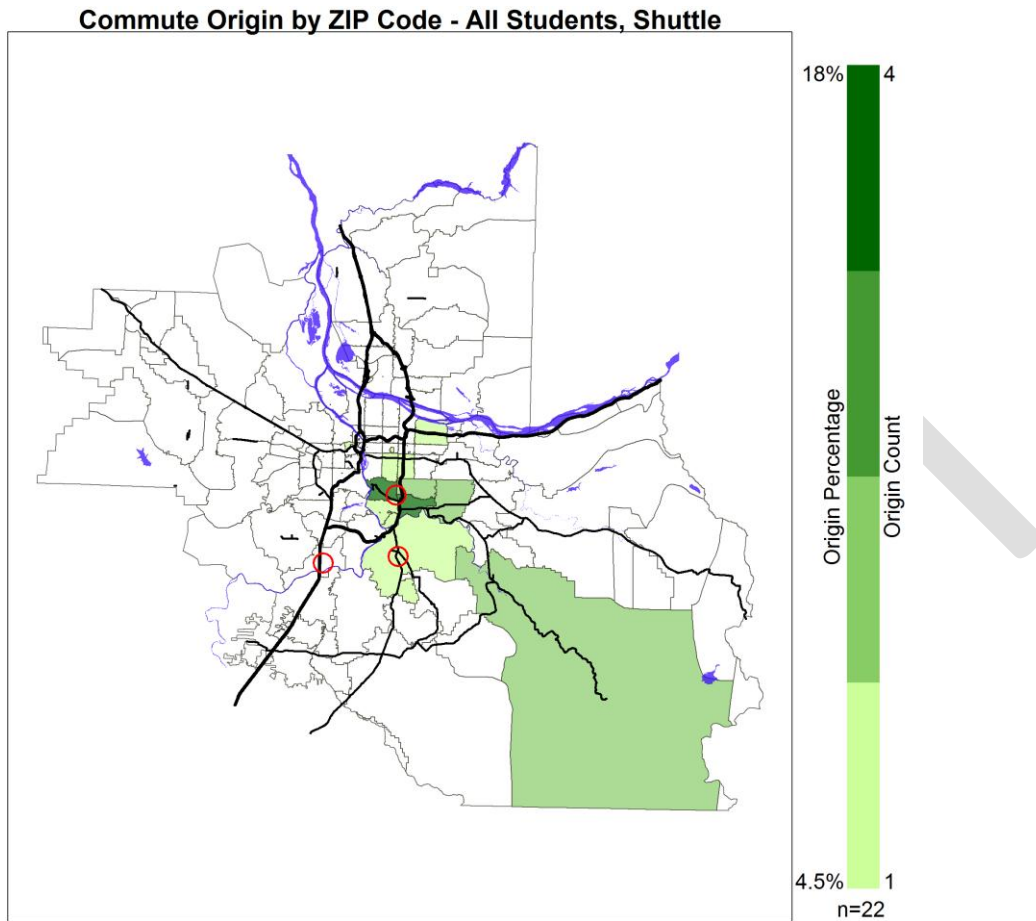 Commute Origin by ZIP Code - All Students, Shuttle
18%
4
Origin Percentage
Origin Count
4.5%
1
n=22